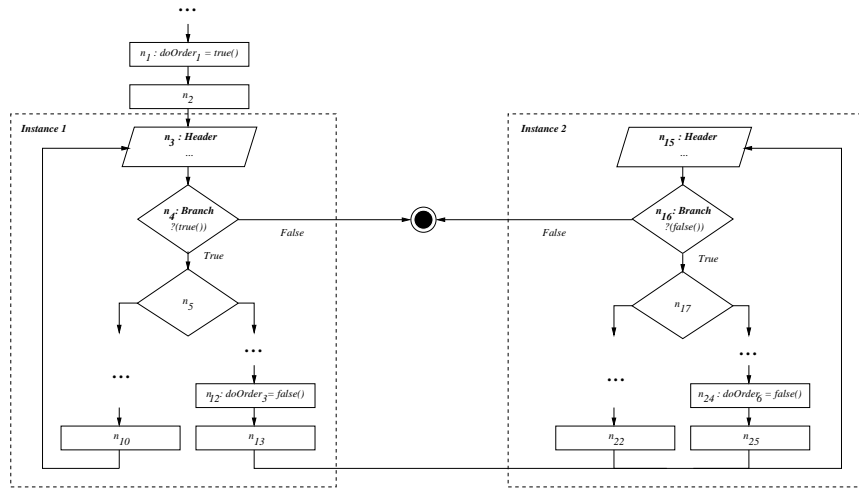 ...
n1 : doOrder1 = true()
n2
Instance 1
n3 : Header
...
n4 : Branch
?(true())
False
True
n5
...
...
n12 : doOrder3 = false()
n10
n13
Instance 2
n15 : Header
...
n16 : Branch
?(false())
False
True
n17
...
...
n24 : doOrder6 = false()
n22
n25